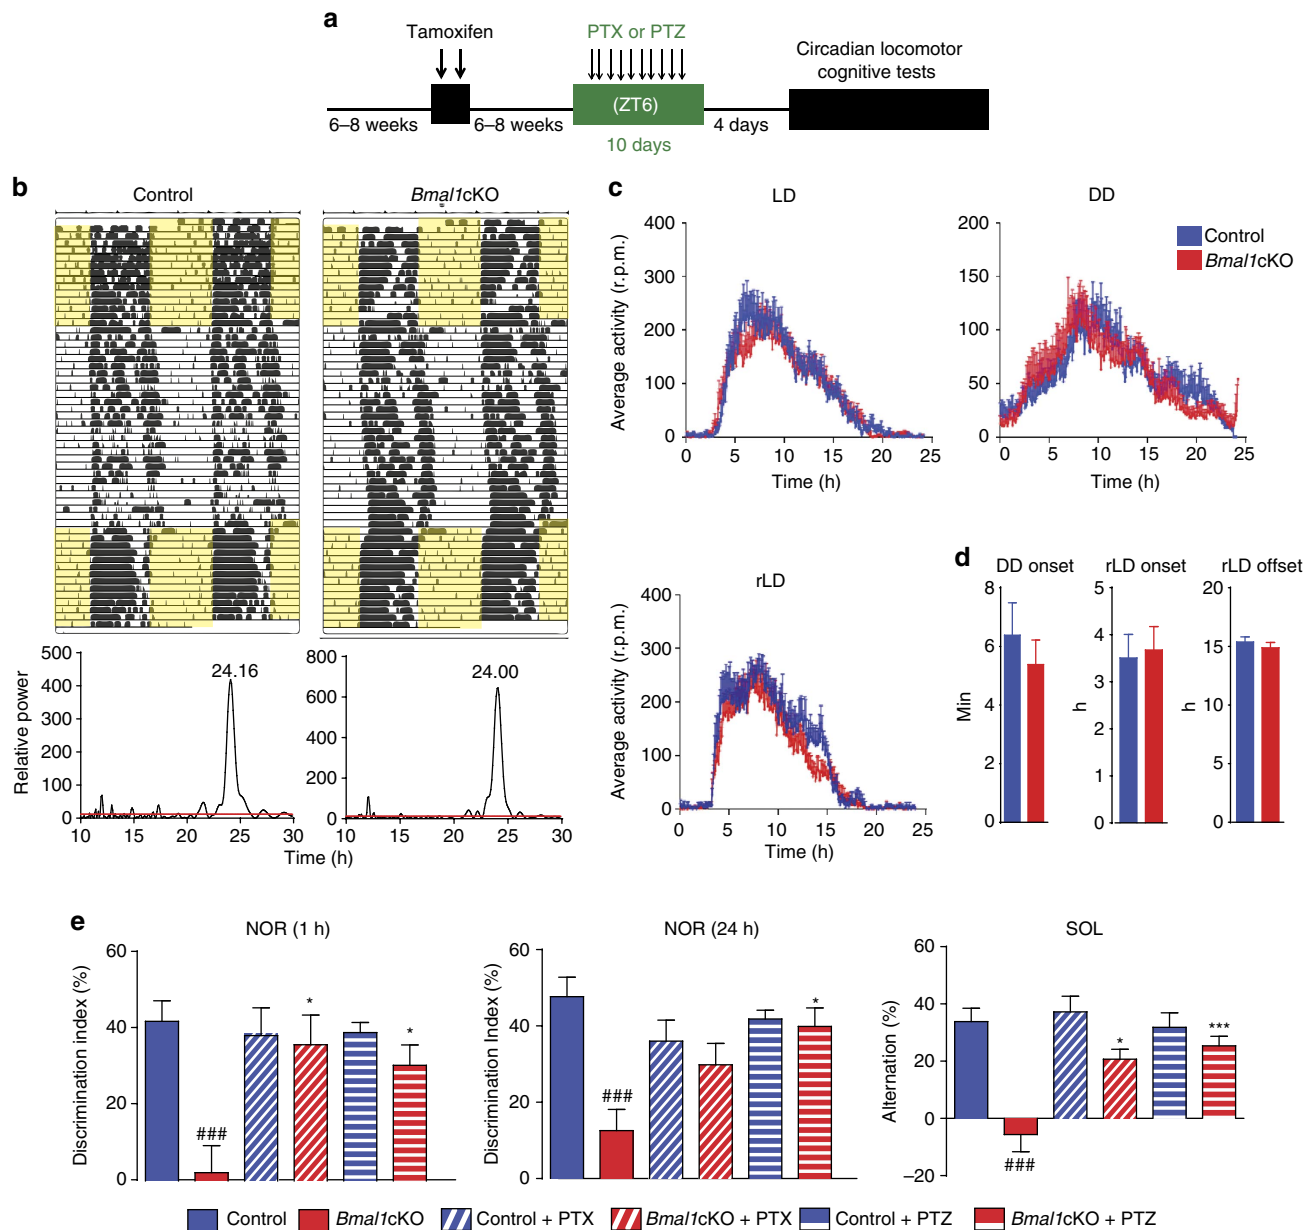 a
Tamoxifen
PTX or PTZ
Circadian locomotor
cognitive tests
(ZT6)
6–8 weeks
6–8 weeks
4 days
10 days
b
Control
Bmal1cKO
500
400
300
200
100
0
Relative power
24.16
10 15 20 25 30
800
600
400
200
0
24.00
10 15 20 25 30
Time (h)
c
LD
400
300
200
100
0
Average activity (r.p.m.)
0 5 10 15 20 25
Time (h)
DD
200
150
100
50
0
0 5 10 15 20 25
Time (h)
Control
Bmal1cKO
rLD
400
300
200
100
0
Average activity (r.p.m.)
0 5 10 15 20 25
Time (h)
d
DD onset
8
6
4
2
0
Min
rLD onset
5
4
3
2
1
0
h
rLD offset
20
15
10
5
0
h
e
NOR (1 h)
60
40
20
0
Discrimination index (%)
###
*
*
NOR (24 h)
60
40
20
0
Discrimination Index (%)
###
*
SOL
60
40
20
0
–20
Alternation (%)
###
*
***
Control
Bmal1cKO
Control + PTX
Bmal1cKO + PTX
Control + PTZ
Bmal1cKO + PTZ